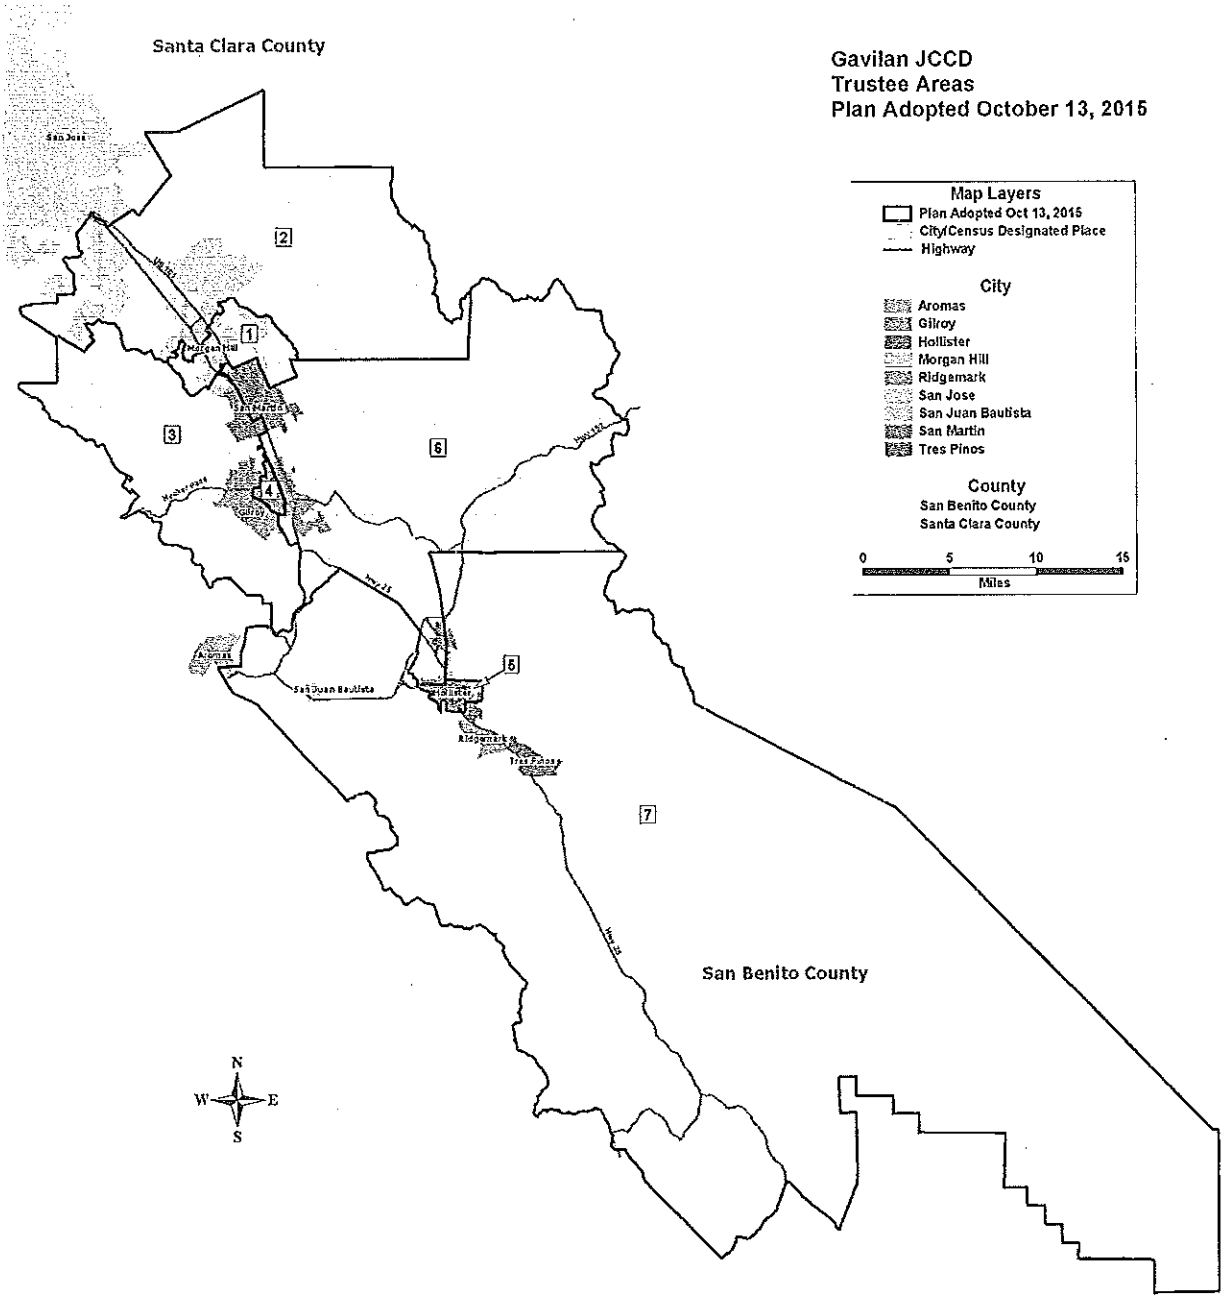 Santa Clara County
Gavilan JCCD
Trustee Areas
Plan Adopted October 13, 2015
San Jose
Map Layers
Plan Adopted Oct 13, 2015
City/Census Designated Place
Highway
City
Aromas
Gilroy
Hollister
Morgan Hill
Ridgemark
San Jose
San Juan Bautista
San Martin
Tres Pinos
County
San Benito County
Santa Clara County
0 5 10 15
Miles
2
US 101
1
Morgan Hill
San Martin
3
6
Hwy 152
4
Gilroy
Hwy 25
Aromas
5
San Juan Bautista
Hollister
Ridgemark
Tres Pinos
7
Hwy 25
San Benito County
N
W E
S